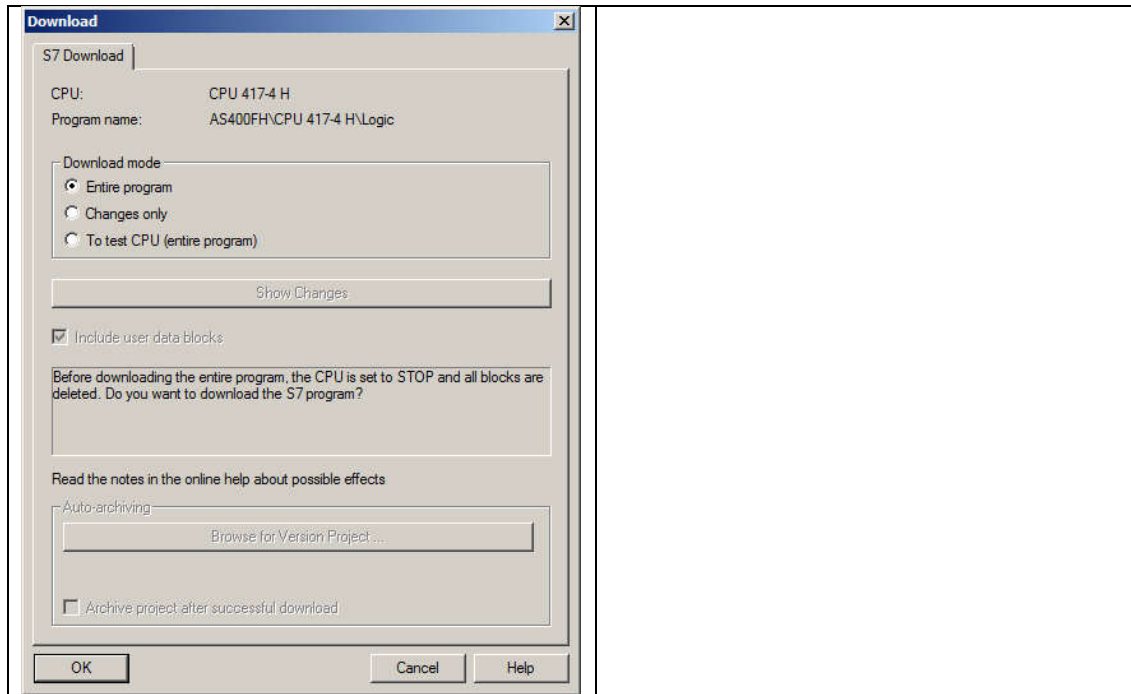 Download
S7 Download
CPU: CPU 417-4 H
Program name: AS400FH\CPU 417-4 H\Logic
Download mode
Entire program
Changes only
To test CPU (entire program)
Show Changes
Include user data blocks
Before downloading the entire program, the CPU is set to STOP and all blocks are
deleted. Do you want to download the S7 program?
Read the notes in the online help about possible effects
Auto-archiving
Browse for Version Project ...
Archive project after successful download
OK Cancel Help